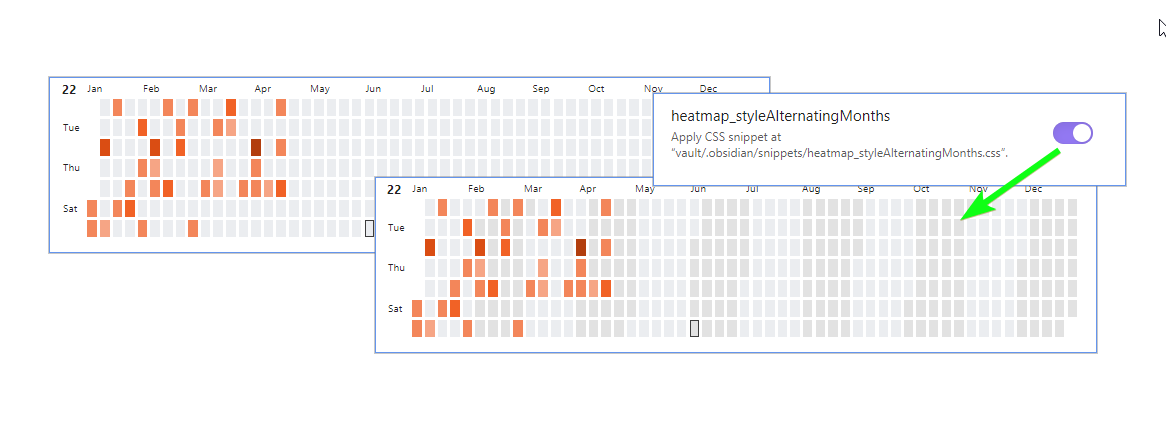 22 Jan Feb Mar Apr May Jun Jul Aug Sep Oct Nov Dec
Tue
Thu
Sat
heatmap_styleAlternatingMonths
Apply CSS snippet at
“vault/.obsidian/snippets/heatmap_styleAlternatingMonths.css”.
22 Jan Feb Mar Apr May Jun Jul Aug Sep Oct Nov Dec
Tue
Thu
Sat